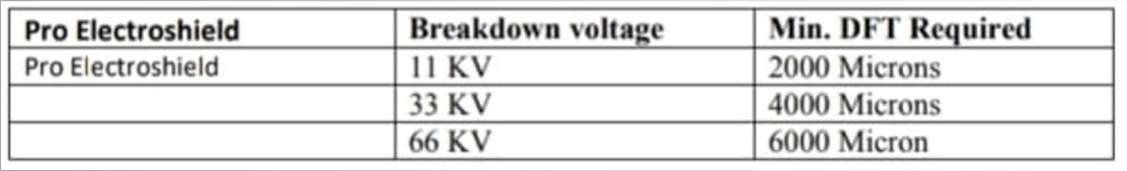 Pro Electroshield Breakdown voltage Min. DFT Required
Pro Electroshield 11 KV 2000 Microns
33 KV 4000 Microns
66 KV 6000 Micron